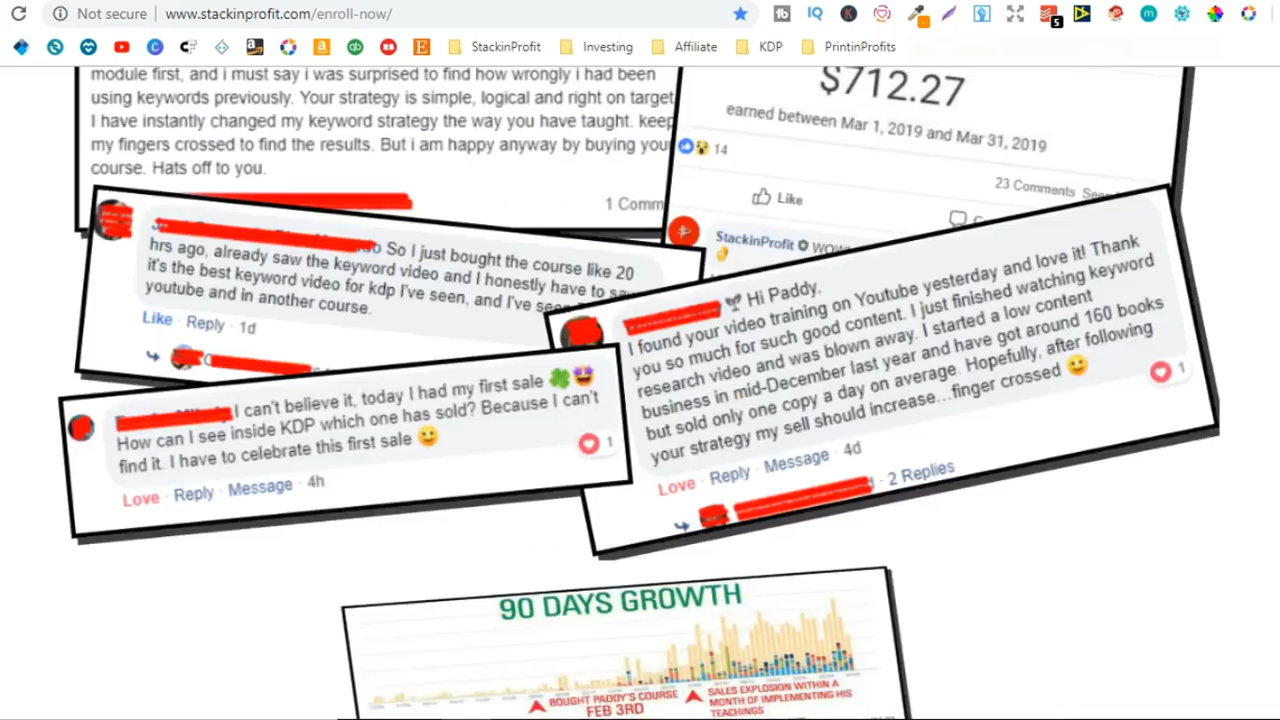 Not secure | www.stackinprofit.com/enroll-now/
5
StackinProfit Investing Affiliate KDP PrintinProfits
module first, and i must say i was surprised to find how wrongly i had been
using keywords previously. Your strategy is simple, logical and right on target,
I have instantly changed my keyword strategy the way you have taught. keep
my fingers crossed to find the results. But i am happy anyway by buying your
course. Hats off to you.
1 Comm
$712.27
earned between Mar 1, 2019 and Mar 31, 2019
14
23 Comments
Like
StackinProfit
So I just bought the course like 20
hrs ago, already saw the keyword video and I honestly have to say
it's the best keyword video for kdp I've seen, and I've seen
youtube and in another course.
Like · Reply · 1d
Hi Paddy,
I found your video training on Youtube yesterday and love it! Thank
you so much for such good content. I just finished watching keyword
research video and was blown away. I started a low content
business in mid-December last year and have got around 160 books
but sold only one copy a day on average. Hopefully, after following
your strategy my sell should increase...finger crossed 😉
1
Love · Reply · Message · 4d
· 2 Replies
I can't believe it, today I had my first sale 🍀🤩
How can I see inside KDP which one has sold? Because I can't
find it. I have to celebrate this first sale 😉
1
Love · Reply · Message · 4h
90 DAYS GROWTH
BOUGHT PADDY'S COURSE
FEB 3RD
SALES EXPLOSION WITHIN A
MONTH OF IMPLEMENTING HIS
TEACHINGS